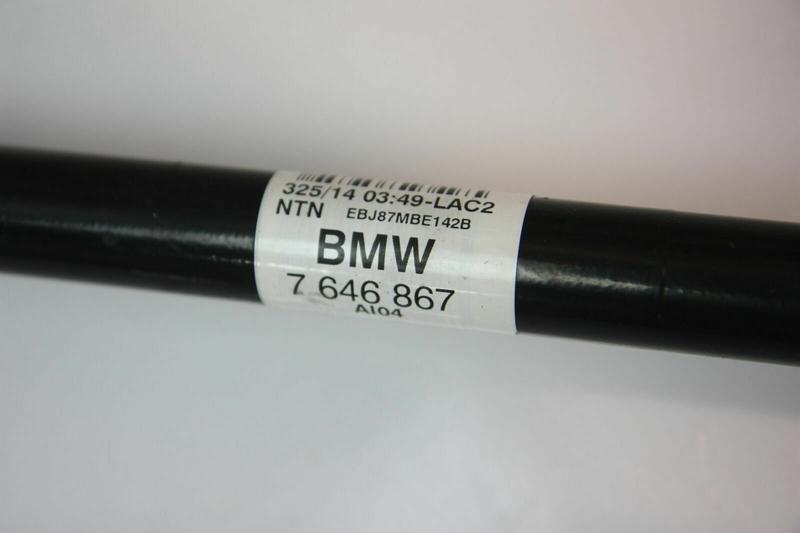 325/14 03:49-LAC2
NTN EBJ87MBE142B
BMW
7 646 867
AI04